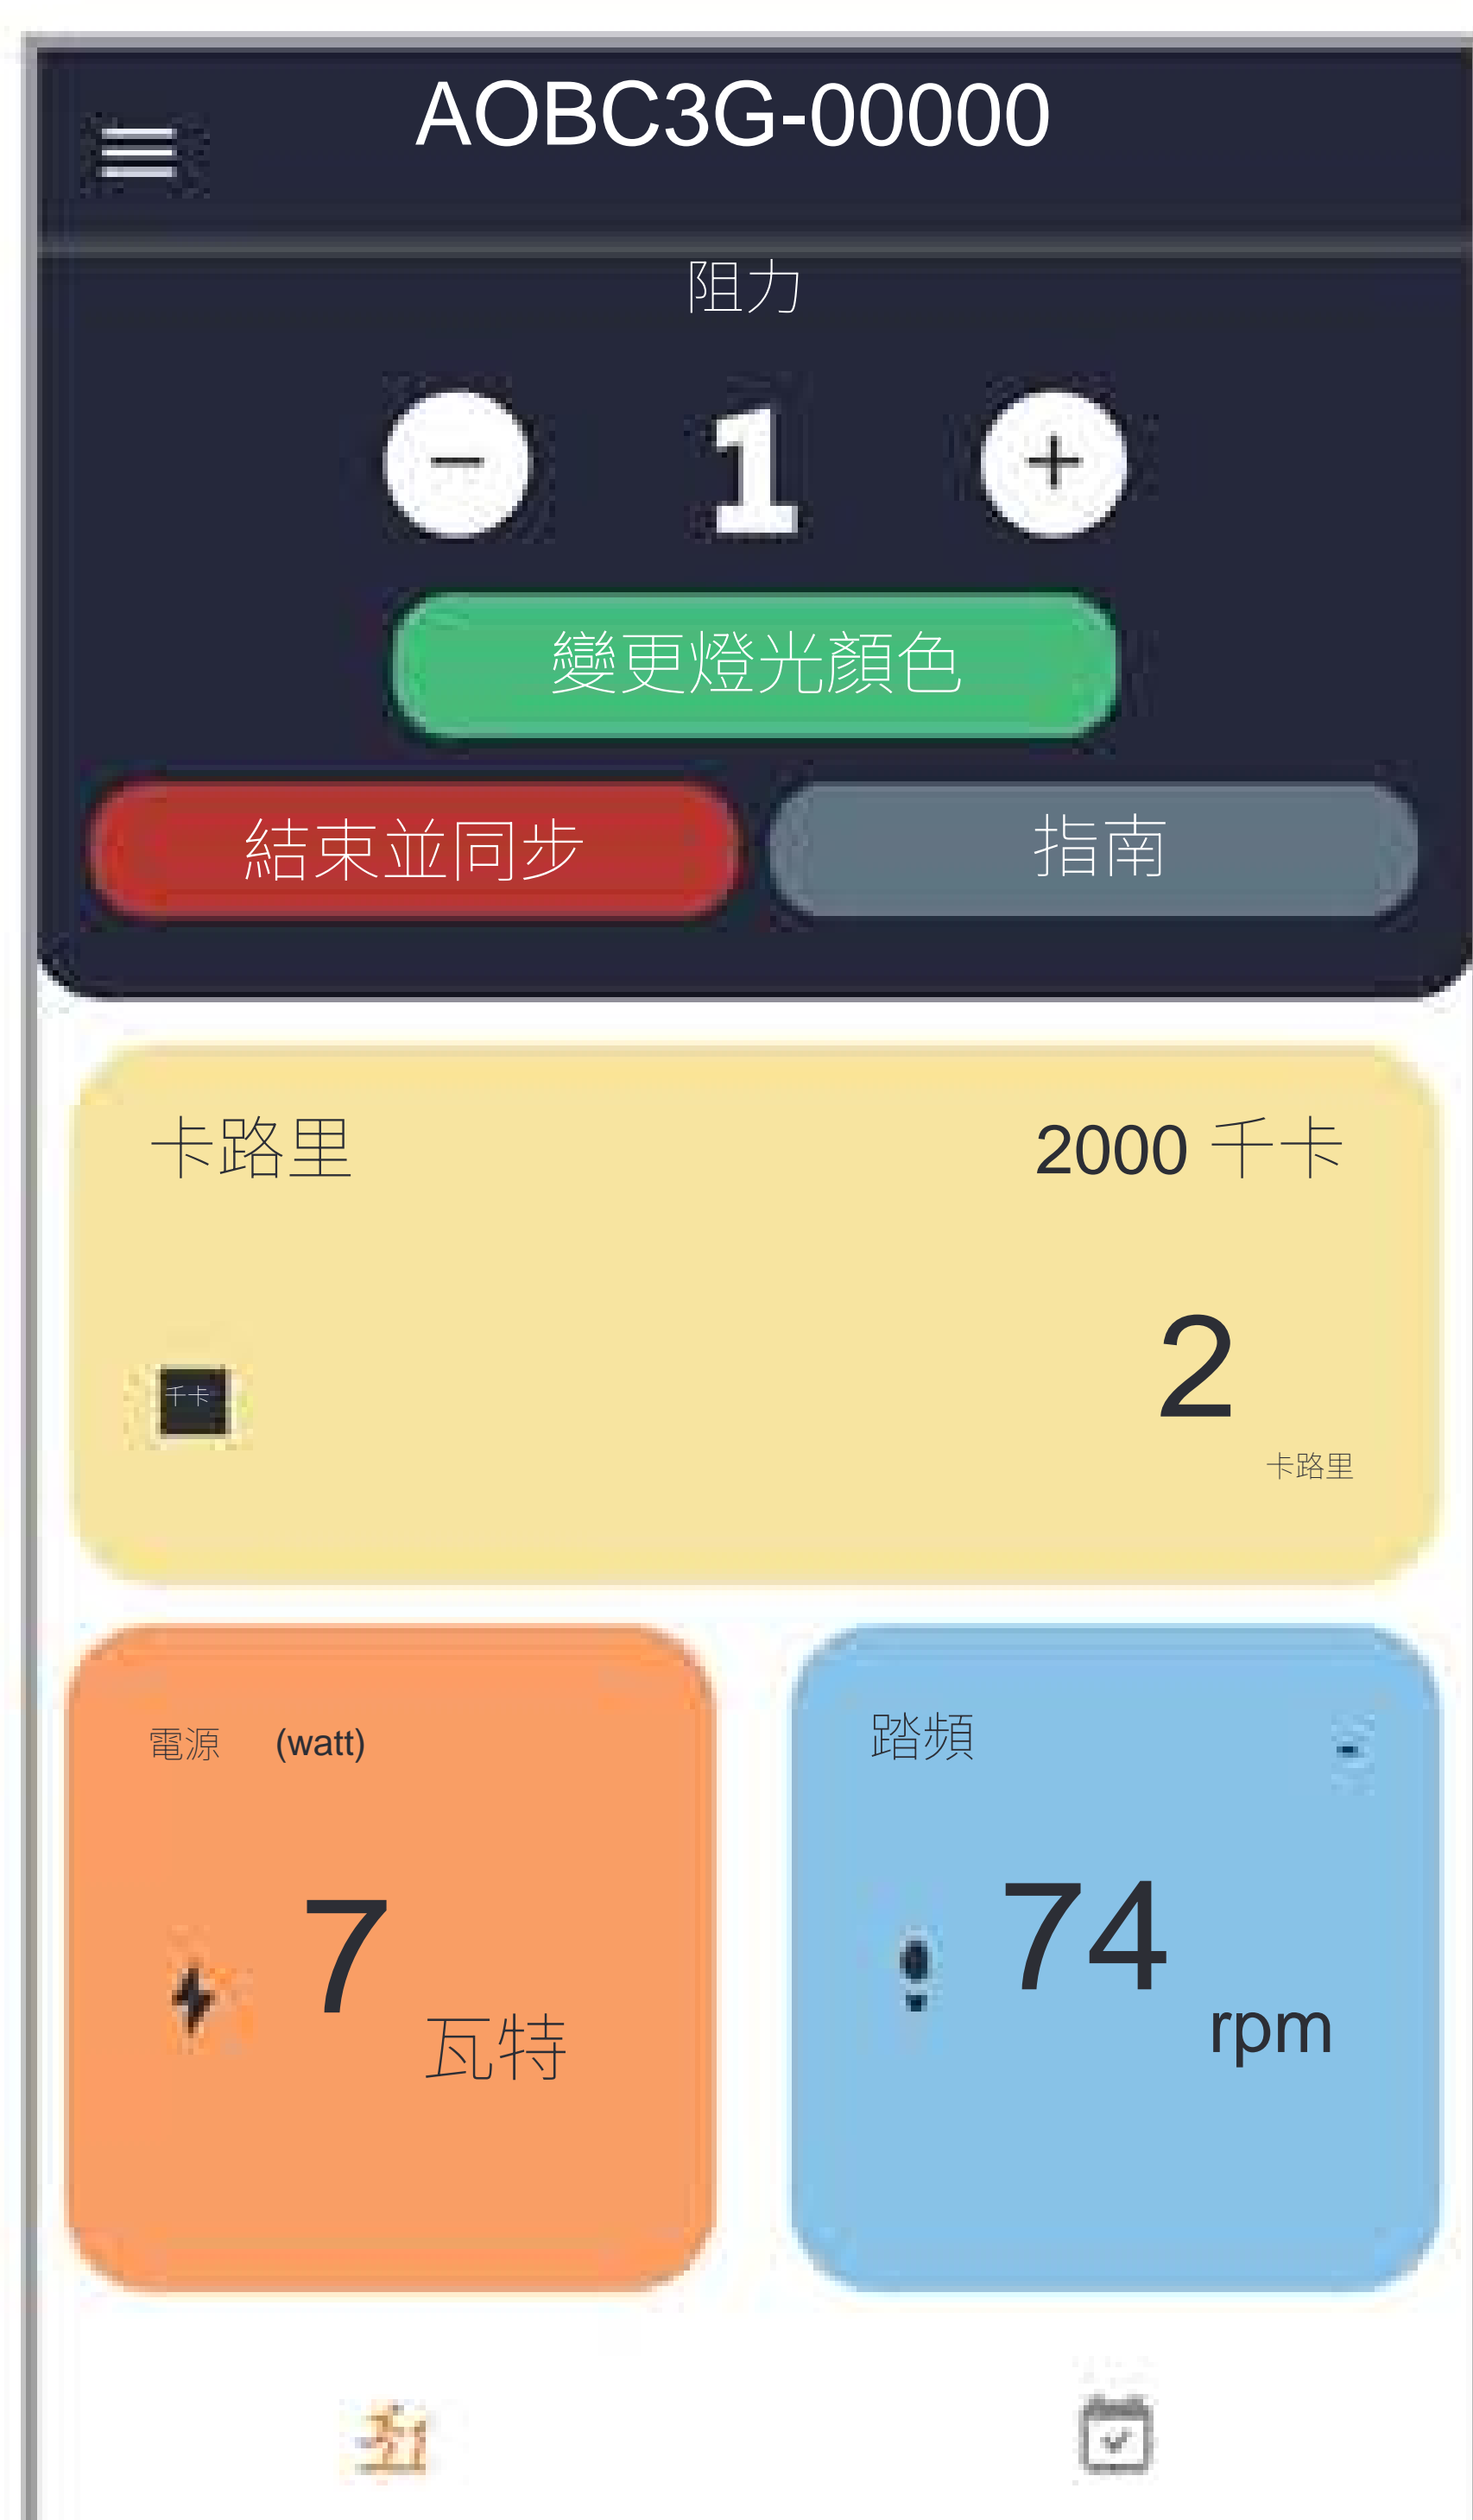 AOBC3G-00000
阻力
1
變更燈光顏色
結束並同步 指南
卡路里 2000 千卡
2
千卡
卡路里
電源 (watt) 踏頻
7 瓦特
74 rpm